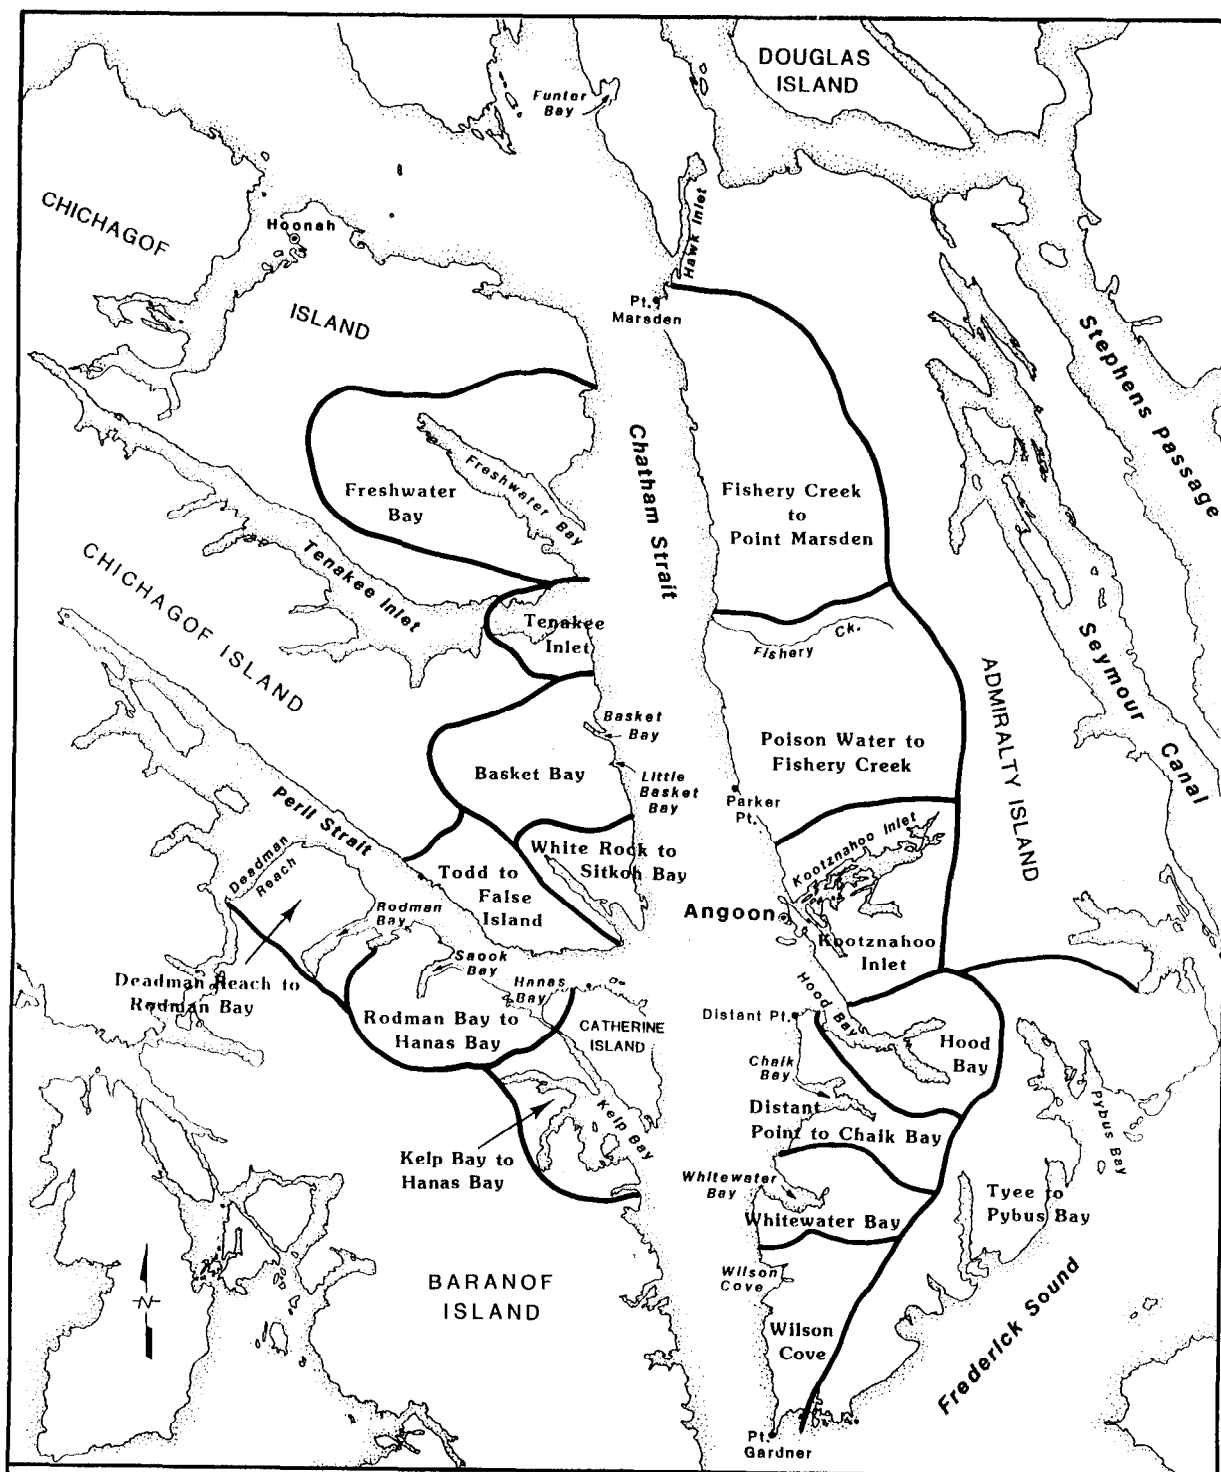 DOUGLAS
ISLAND
Funter
Bay
CHICHAGOF
ISLAND
Hoonah
Hawk Inlet
Pt.
Marsden
Stephens Passage
Chatham Strait
Freshwater
Bay
Freshwater Bay
Fishery Creek
to
Point Marsden
Tenakee Inlet
CHICHAGOF ISLAND
Tenakee
Inlet
Fishery Ck.
Seymour Canal
ADMIRALTY ISLAND
Basket
Bay
Basket Bay
Little
Basket
Bay
Poison Water to
Fishery Creek
Parker
Pt.
Peril Strait
White Rock to
Sitkoh Bay
Todd to
False
Island
Kootznahoo Inlet
Deadman
Reach
Rodman
Bay
Angoon
Kootznahoo
Inlet
Saook
Bay
Hanas
Bay
Deadman Reach to
Rodman Bay
Rodman Bay to
Hanas Bay
CATHERINE
ISLAND
Distant Pt.
Hood Bay
Hood
Bay
Chaik
Bay
Distant
Point to Chaik Bay
Kelp Bay
Pybus Bay
Kelp Bay to
Hanas Bay
Whitewater
Bay
Whitewater Bay
Tyee to
Pybus Bay
Wilson
Cove
BARANOF
ISLAND
N
Wilson
Cove
Frederick Sound
Pt.
Gardner